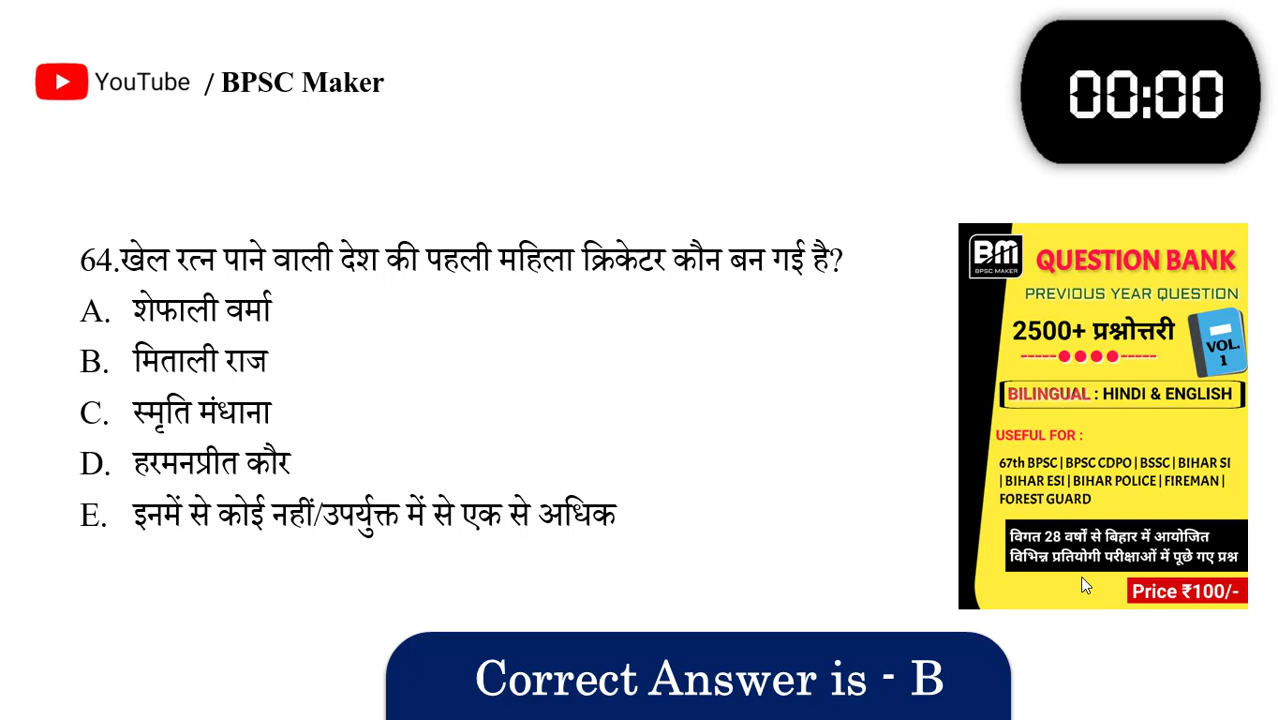 YouTube / BPSC Maker
00:00
64.खेल रत्न पाने वाली देश की पहली महिला क्रिकेटर कौन बन गई है?
A. शेफाली वर्मा
B. मिताली राज
C. स्मृति मंधाना
D. हरमनप्रीत कौर
E. इनमें से कोई नहीं/उपर्युक्त में से एक से अधिक
BM
BPSC MAKER
QUESTION BANK
PREVIOUS YEAR QUESTION
2500+ प्रश्नोत्तरी
VOL.
1
BILINGUAL : HINDI & ENGLISH
USEFUL FOR :
67th BPSC | BPSC CDPO | BSSC | BIHAR SI
| BIHAR ESI | BIHAR POLICE | FIREMAN |
FOREST GUARD
विगत 28 वर्षों से बिहार में आयोजित
विभिन्न प्रतियोगी परीक्षाओं में पूछे गए प्रश्न
Price ₹100/-
Correct Answer is - B